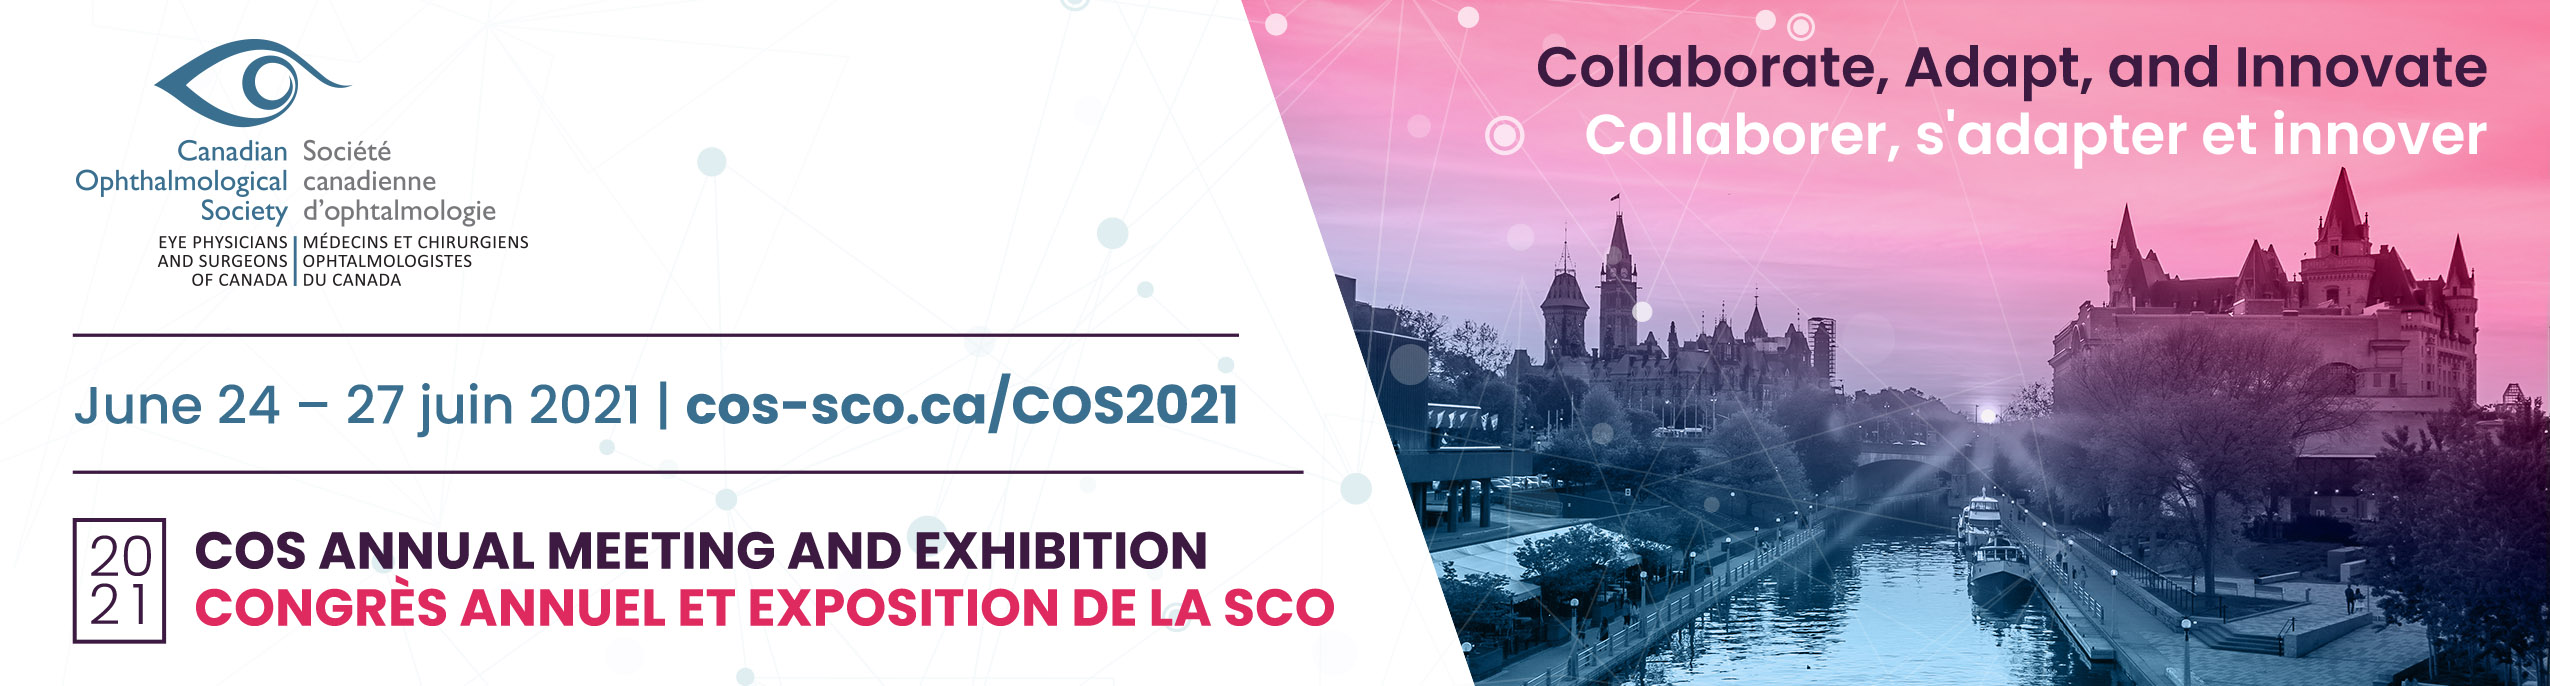 Canadian Ophthalmological Society
Société canadienne d'ophtalmologie
EYE PHYSICIANS AND SURGEONS OF CANADA
MÉDECINS ET CHIRURGIENS OPHTALMOLOGISTES DU CANADA
June 24 – 27 juin 2021 | cos-sco.ca/COS2021
2021
COS ANNUAL MEETING AND EXHIBITION
CONGRÈS ANNUEL ET EXPOSITION DE LA SCO
Collaborate, Adapt, and Innovate
Collaborer, s'adapter et innover